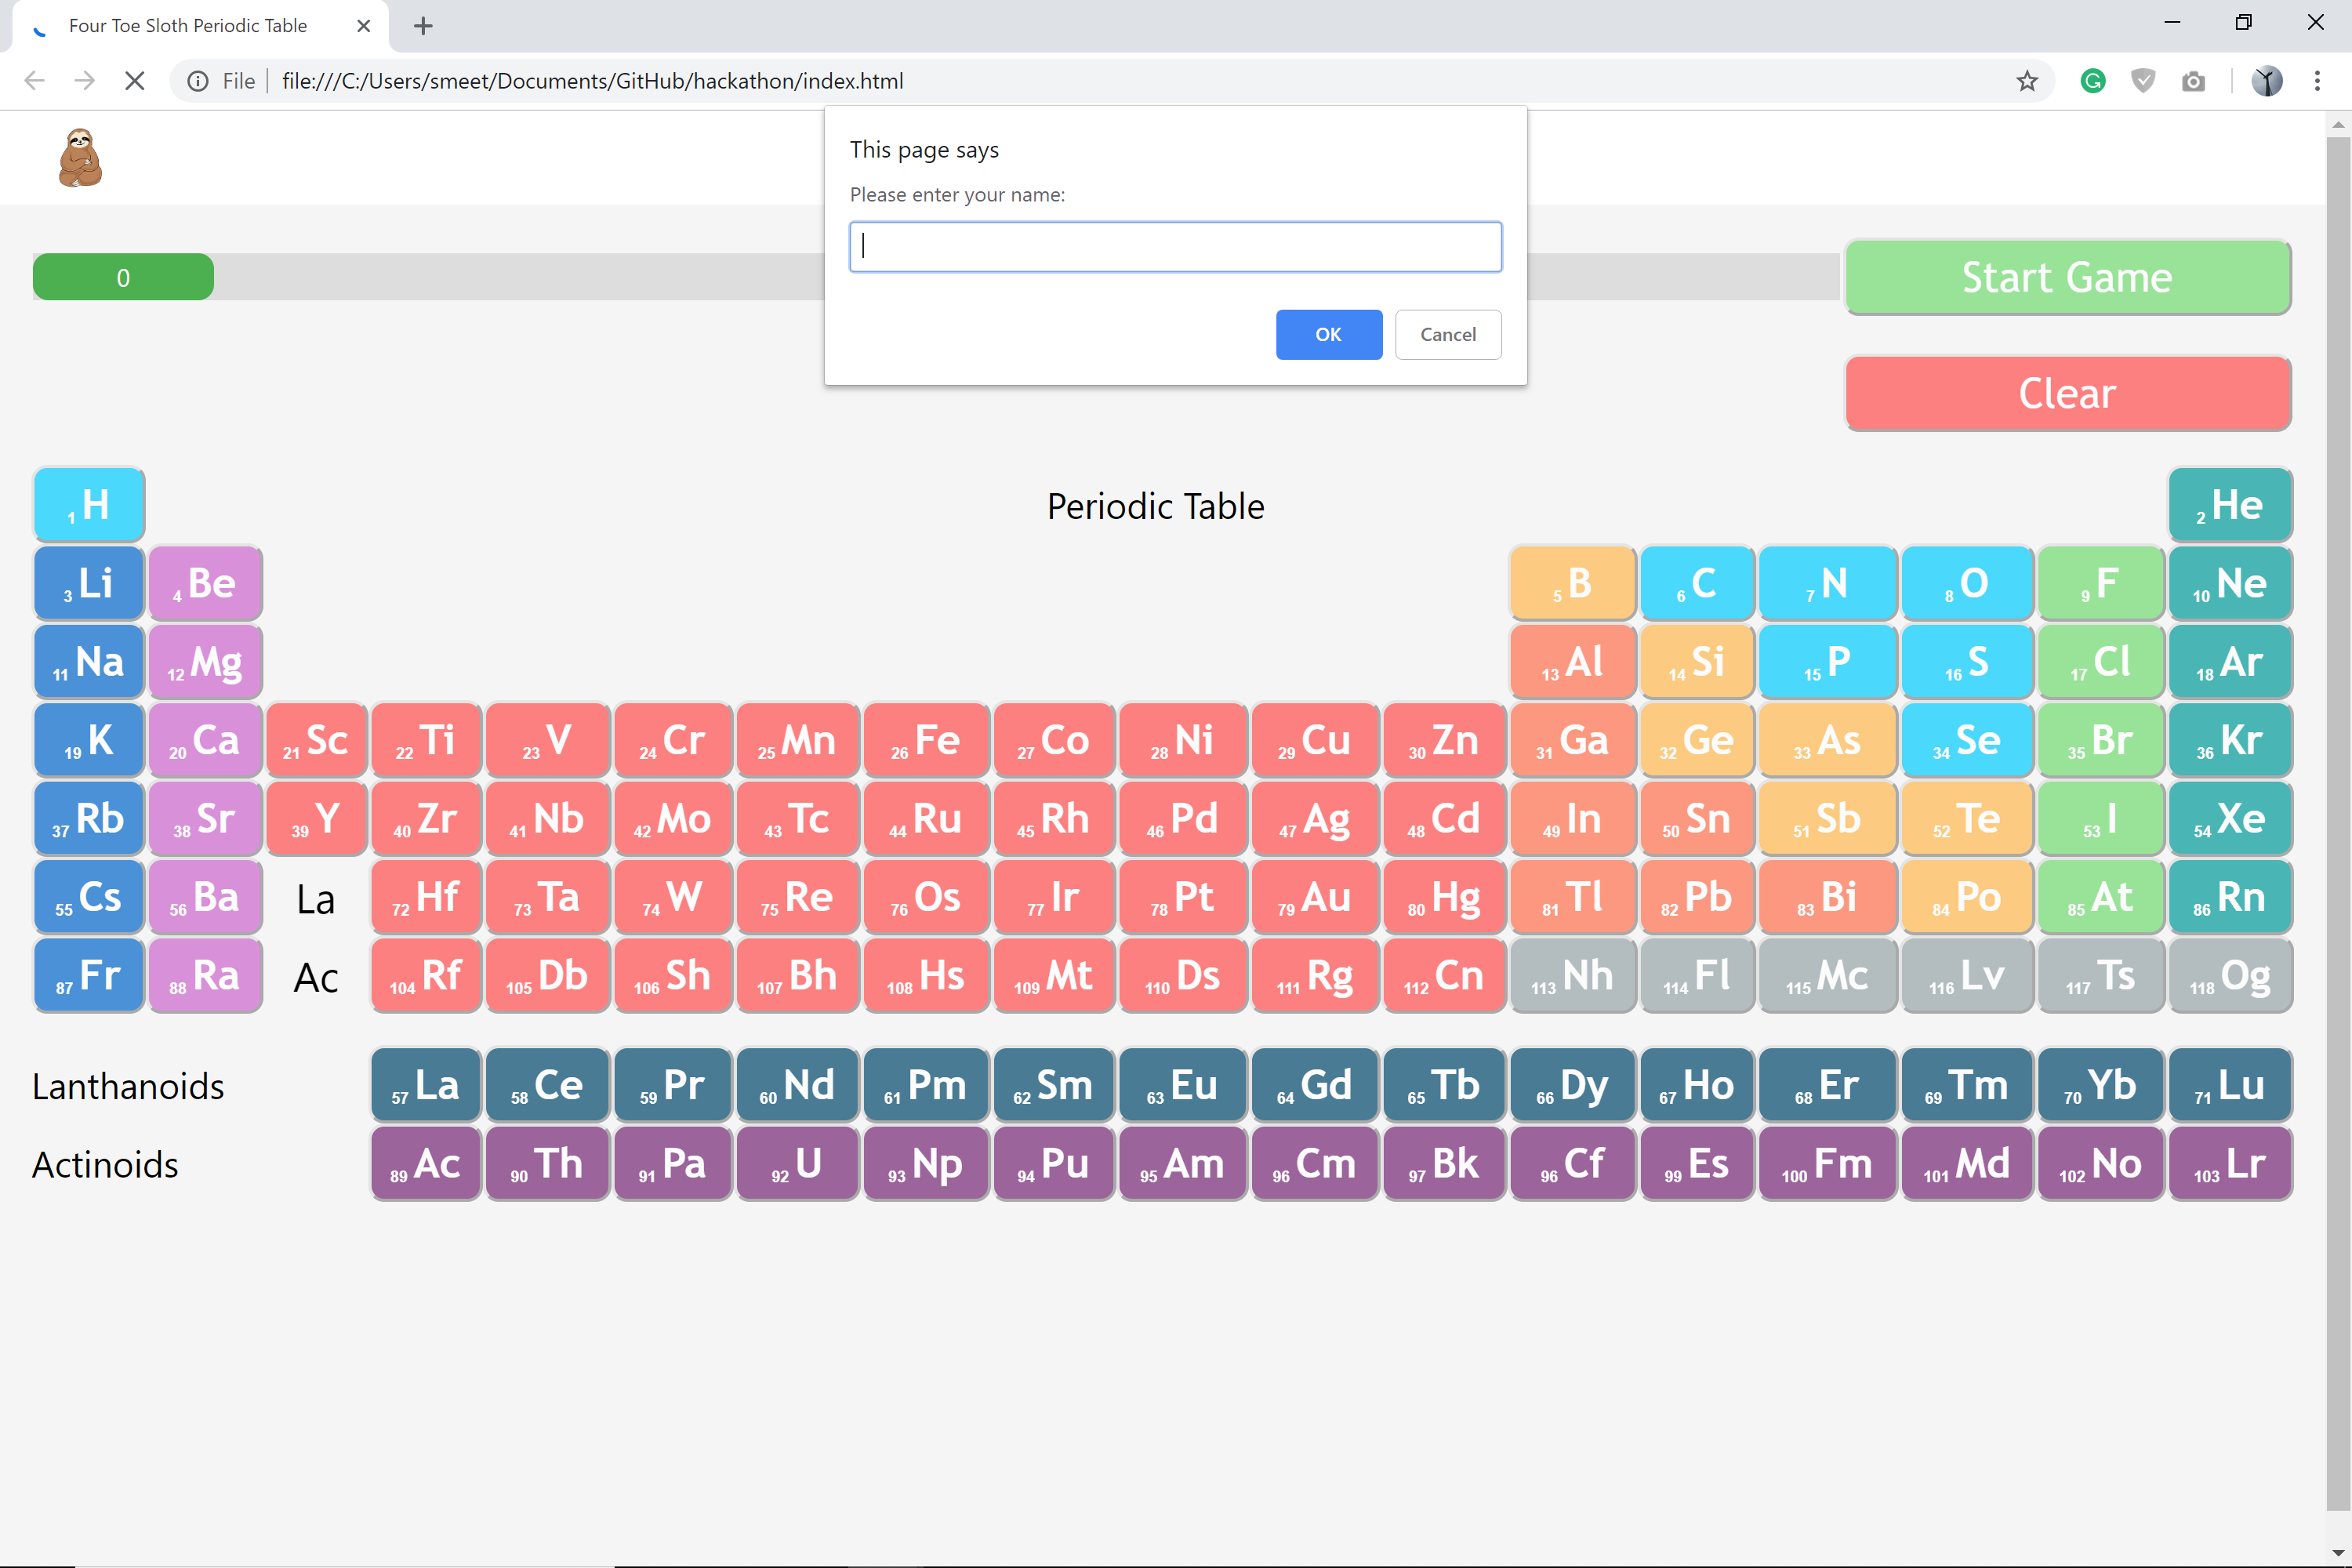 Four Toe Sloth Periodic Table
File file:///C:/Users/smeet/Documents/GitHub/hackathon/index.html
This page says
Please enter your name:
OK Cancel
0
Start Game
Clear
1 H Periodic Table 2 He
3 Li 4 Be 5 B 6 C 7 N 8 O 9 F 10 Ne
11 Na 12 Mg 13 Al 14 Si 15 P 16 S 17 Cl 18 Ar
19 K 20 Ca 21 Sc 22 Ti 23 V 24 Cr 25 Mn 26 Fe 27 Co 28 Ni 29 Cu 30 Zn 31 Ga 32 Ge 33 As 34 Se 35 Br 36 Kr
37 Rb 38 Sr 39 Y 40 Zr 41 Nb 42 Mo 43 Tc 44 Ru 45 Rh 46 Pd 47 Ag 48 Cd 49 In 50 Sn 51 Sb 52 Te 53 I 54 Xe
55 Cs 56 Ba La 72 Hf 73 Ta 74 W 75 Re 76 Os 77 Ir 78 Pt 79 Au 80 Hg 81 Tl 82 Pb 83 Bi 84 Po 85 At 86 Rn
87 Fr 88 Ra Ac 104 Rf 105 Db 106 Sh 107 Bh 108 Hs 109 Mt 110 Ds 111 Rg 112 Cn 113 Nh 114 Fl 115 Mc 116 Lv 117 Ts 118 Og
Lanthanoids 57 La 58 Ce 59 Pr 60 Nd 61 Pm 62 Sm 63 Eu 64 Gd 65 Tb 66 Dy 67 Ho 68 Er 69 Tm 70 Yb 71 Lu
Actinoids 89 Ac 90 Th 91 Pa 92 U 93 Np 94 Pu 95 Am 96 Cm 97 Bk 96 Cf 99 Es 100 Fm 101 Md 102 No 103 Lr